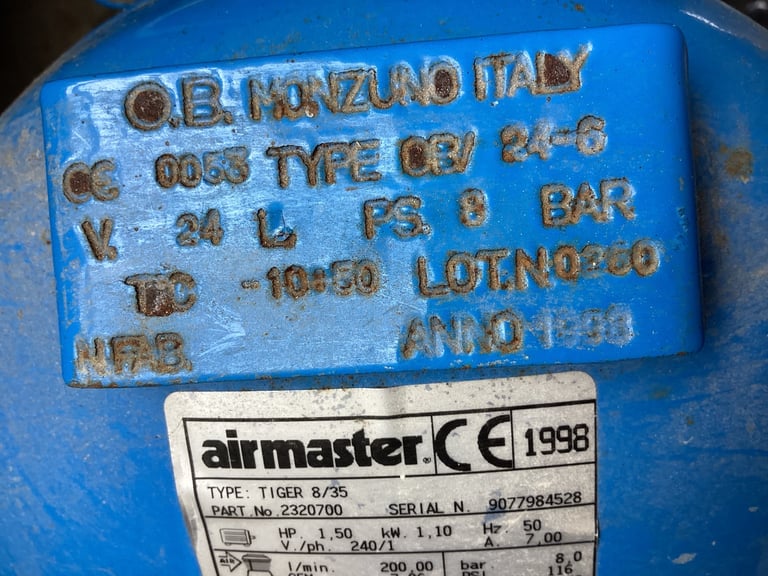 O.B. MONZUNO ITALY
CE 0053 TYPE OB/ 24-6
V. 24 L PS. 8 BAR
T°C -10+50 LOT.N
N.FAB. ANNO 1998
airmaster CE 1998
TYPE: TIGER 8/35
PART.No.2320700 SERIAL N. 9077984528
HP. 1,50 kW. 1,10 Hz. 50
V./ph. 240/1 A. 7,00
AIR l/min. 200,00 bar 8,0
PSI 116